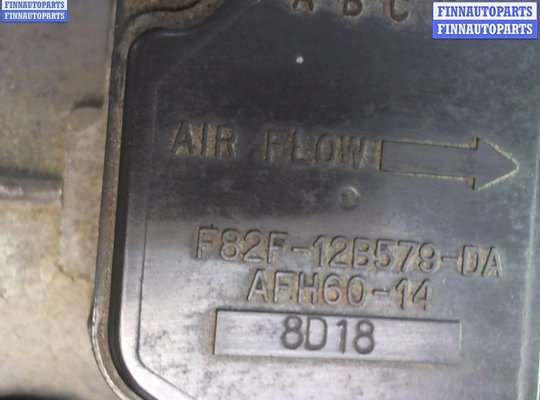 FINNAUTOPARTS
FINNAUTOPARTS
A B C
AIR FLOW
F82F-12B579-DA
AFH60-14
8D18
FINNAUTOPARTS
FINNAUTOPARTS